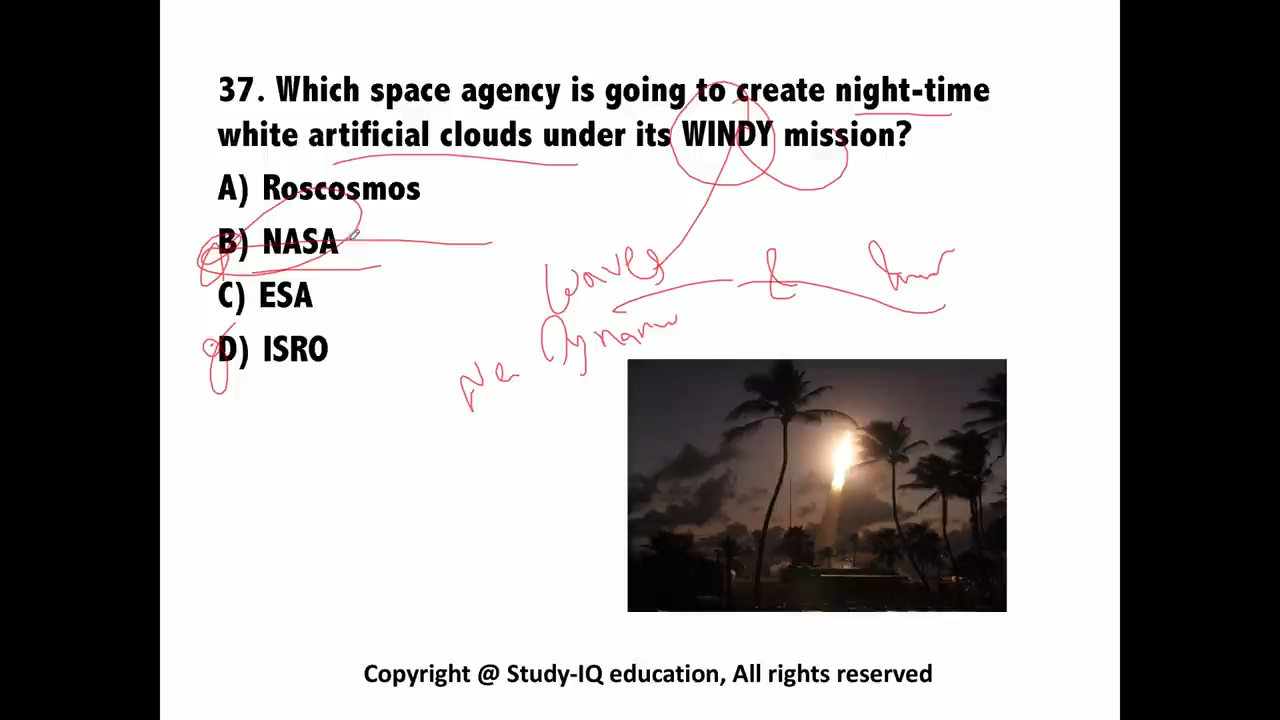 37. Which space agency is going to create night-time
white artificial clouds under its WINDY mission?
A) Roscosmos
B) NASA
C) ESA
D) ISRO
Waves
Copyright @ Study-IQ education, All rights reserved